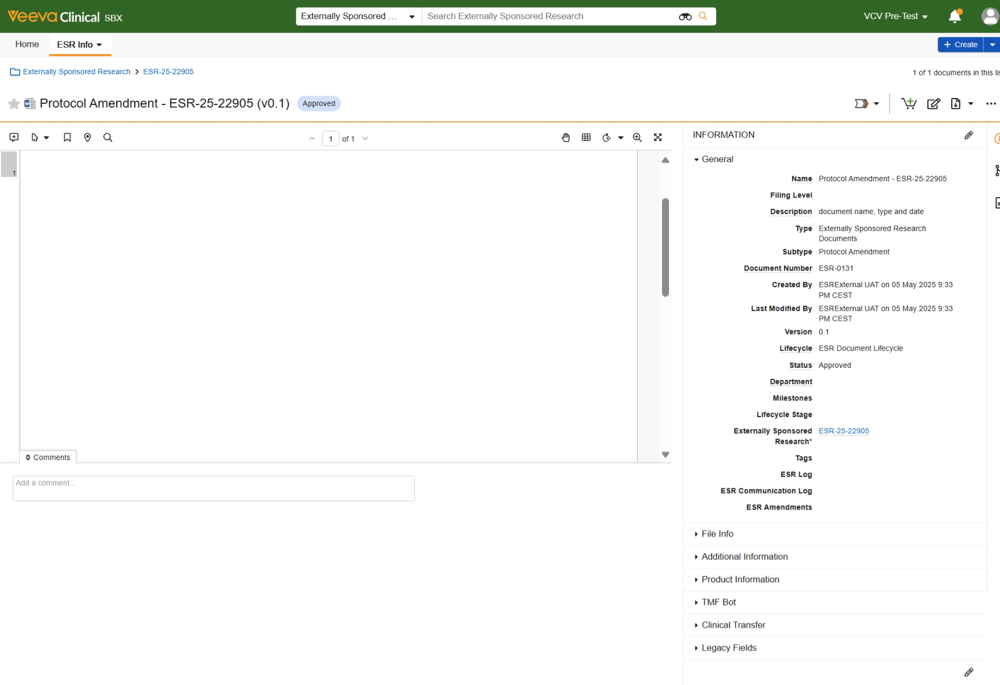 Veeva Clinical SBX
Externally Sponsored ...
Search Externally Sponsored Research
VCV Pre-Test
Home
ESR Info
+ Create
Externally Sponsored Research > ESR-25-22905
1 of 1 documents in this
Protocol Amendment - ESR-25-22905 (v0.1)
Approved
1 of 1
1
0 Comments
Add a comment...
INFORMATION
General
Name Protocol Amendment - ESR-25-22905
Filing Level
Description document name, type and date
Type Externally Sponsored Research
Documents
Subtype Protocol Amendment
Document Number ESR-0131
Created By ESRExternal UAT on 05 May 2025 9:33
PM CEST
Last Modified By ESRExternal UAT on 05 May 2025 9:33
PM CEST
Version 0.1
Lifecycle ESR Document Lifecycle
Status Approved
Department
Milestones
Lifecycle Stage
Externally Sponsored ESR-25-22905
Research*
Tags
ESR Log
ESR Communication Log
ESR Amendments
File Info
Additional Information
Product Information
TMF Bot
Clinical Transfer
Legacy Fields